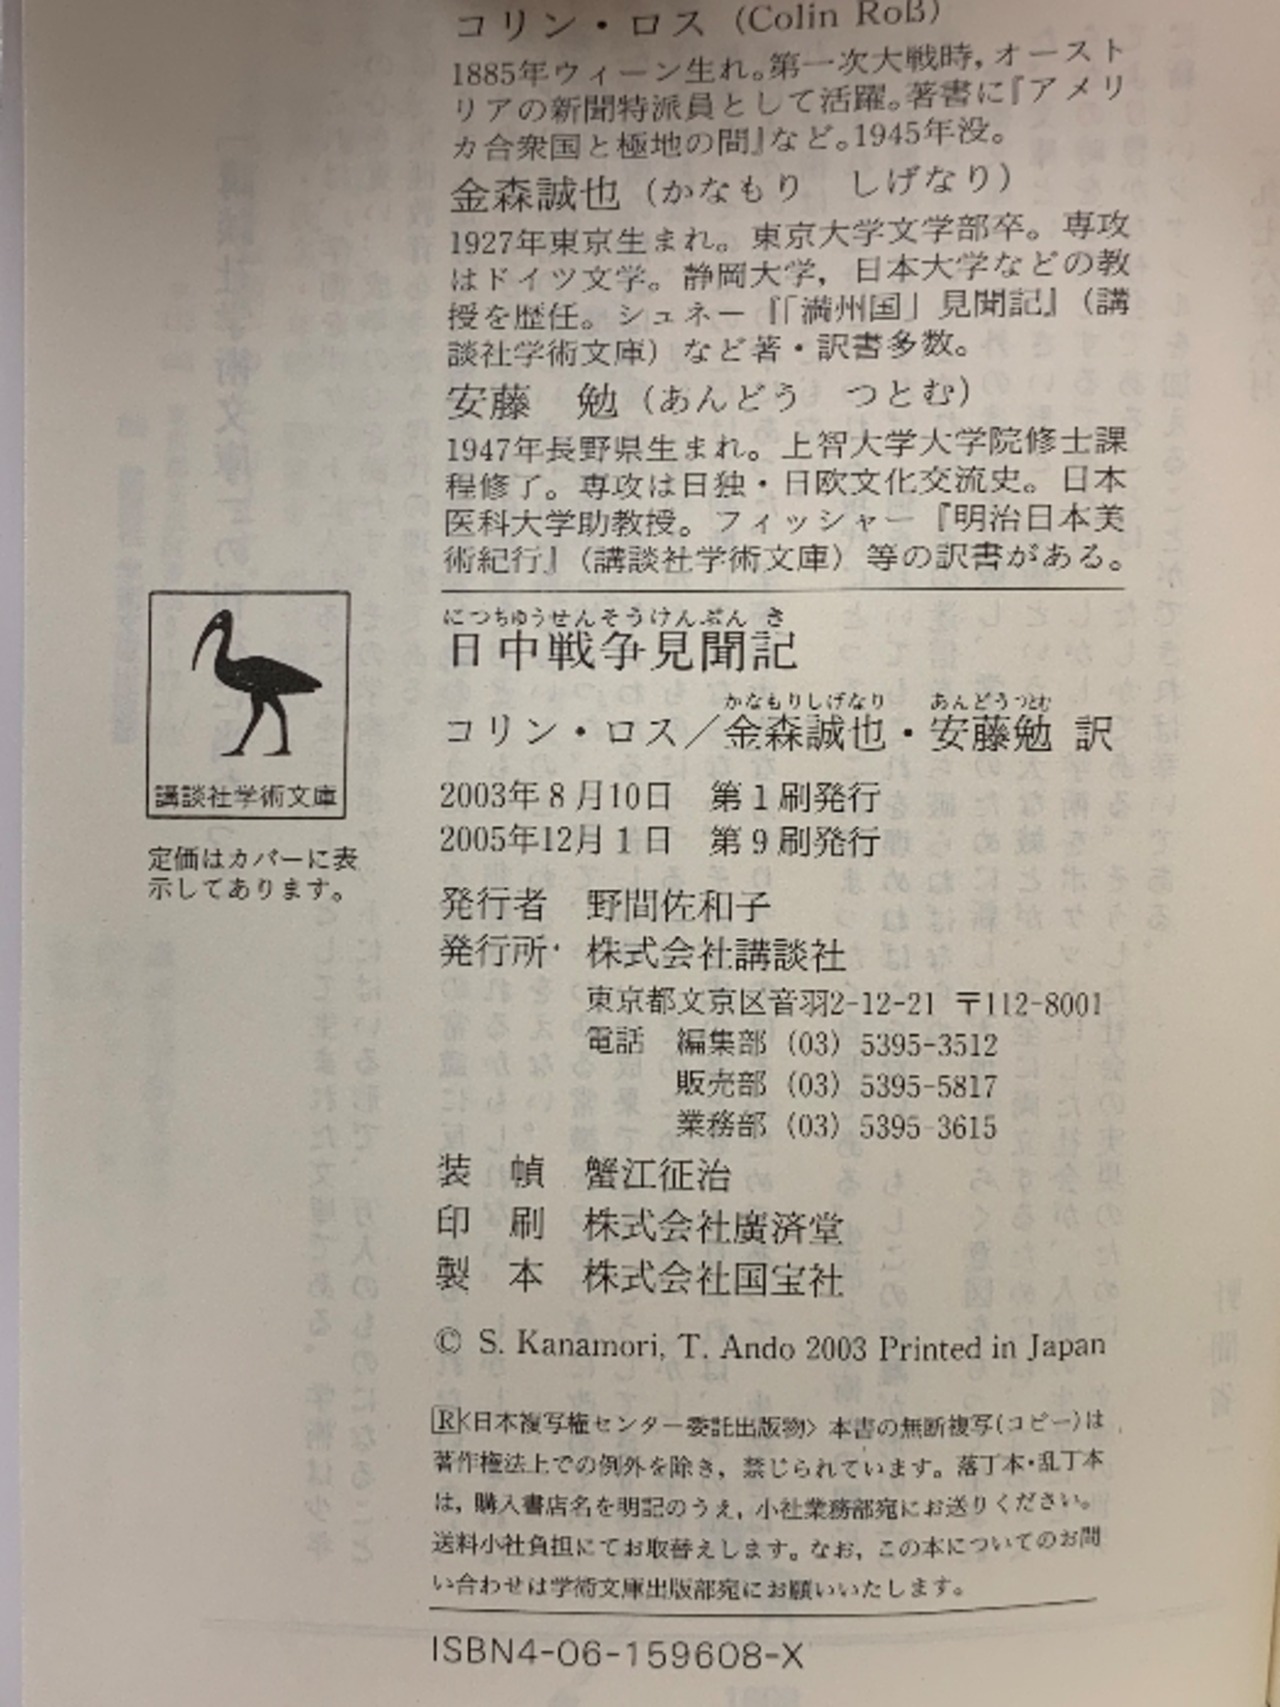 コリン・ロス (Colin Roß)
1885年ウィーン生れ。第一次大戦時，オースト
リアの新聞特派員として活躍。著書に『アメリ
カ合衆国と極地の間』など。1945年没。
金森誠也（かなもり　しげなり）
1927年東京生まれ。東京大学文学部卒。専攻
はドイツ文学。静岡大学，日本大学などの教
授を歴任。シュネー『「満州国」見聞記』（講
談社学術文庫）など著・訳書多数。
安藤　勉（あんどう　つとむ）
1947年長野県生まれ。上智大学大学院修士課
程修了。専攻は日独・日欧文化交流史。日本
医科大学助教授。フィッシャー『明治日本美
術紀行』（講談社学術文庫）等の訳書がある。
にっちゅうせんそうけんぶん き
日中戦争見聞記
かなもりしげなり　あんどうつとむ
コリン・ロス／金森誠也・安藤勉 訳
2003年 8 月10日　第 1 刷発行
2005年12月 1 日　第 9 刷発行
講談社学術文庫
定価はカバーに表
示してあります。
発行者　野間佐和子
発行所　株式会社講談社
東京都文京区音羽2-12-21 〒112-8001
電話　編集部 (03) 5395-3512
販売部 (03) 5395-5817
業務部 (03) 5395-3615
装　幀　蟹江征治
印　刷　株式会社廣済堂
製　本　株式会社国宝社
© S. Kanamori, T. Ando 2003 Printed in Japan
R〈日本複写権センター委託出版物〉本書の無断複写(コピー)は
著作権法上での例外を除き，禁じられています。落丁本・乱丁本
は，購入書店名を明記のうえ，小社業務部宛にお送りください。
送料小社負担にてお取替えします。なお，この本についてのお問
い合わせは学術文庫出版部宛にお願いいたします。
ISBN4-06-159608-X